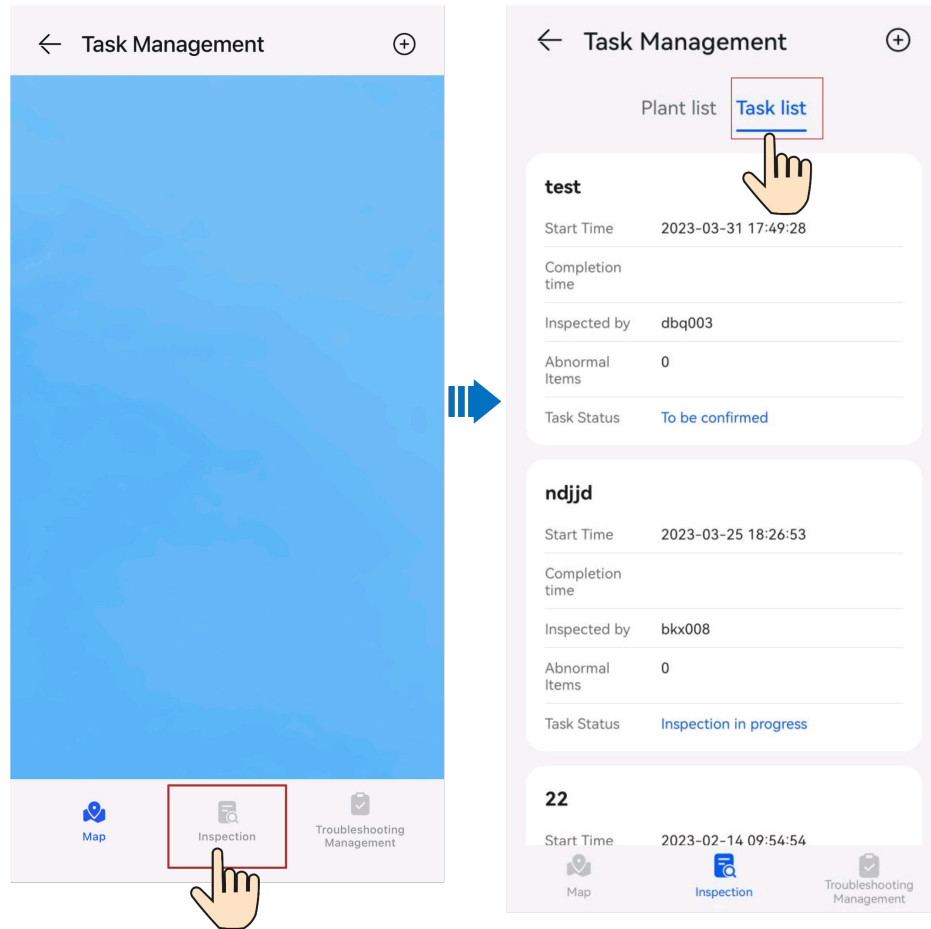 Task Management
Map
Inspection
Troubleshooting
Management
Task Management
Plant list Task list
test
Start Time 2023-03-31 17:49:28
Completion
time
Inspected by dbq003
Abnormal 0
Items
Task Status To be confirmed
ndjjd
Start Time 2023-03-25 18:26:53
Completion
time
Inspected by bkx008
Abnormal 0
Items
Task Status Inspection in progress
22
Start Time 2023-02-14 09:54:54
Map
Inspection
Troubleshooting
Management